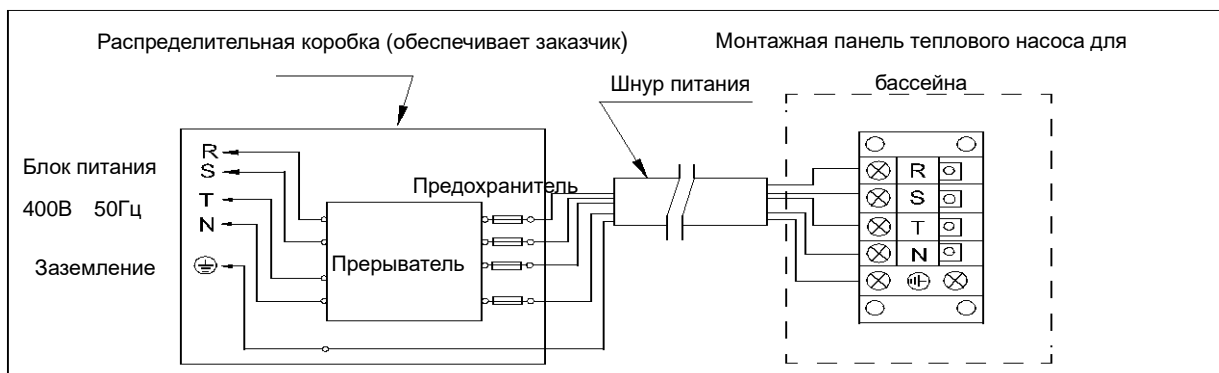 Распределительная коробка (обеспечивает заказчик)
Монтажная панель теплового насоса для
бассейна
Шнур питания
Блок питания
400В 50Гц
Заземление
R
S
T
N
Предохранитель
Прерыватель
R
S
T
N